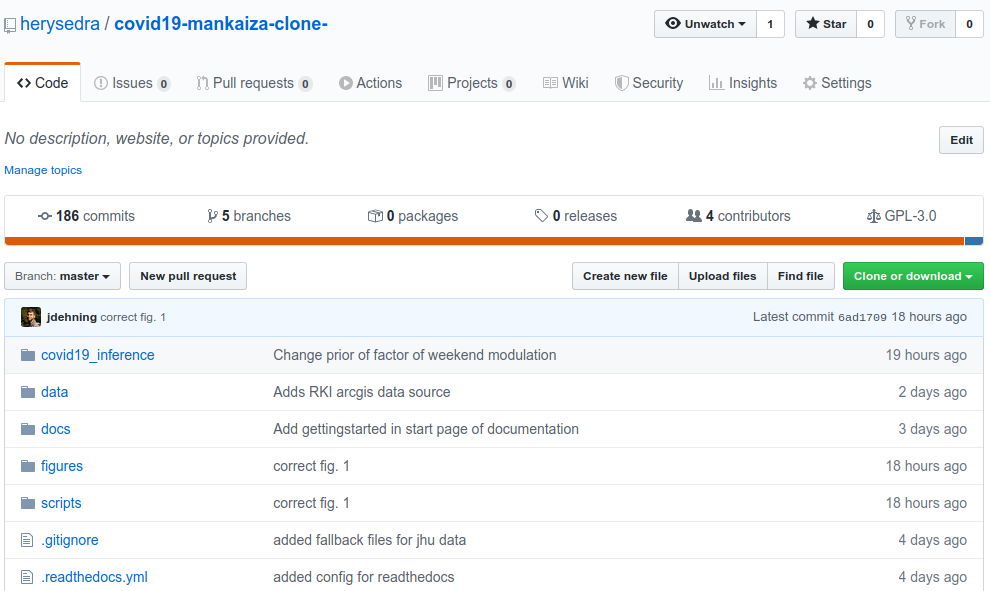 herysedra / covid19-mankaiza-clone-
Unwatch 1 Star 0 Fork 0
Code Issues 0 Pull requests 0 Actions Projects 0 Wiki Security Insights Settings
No description, website, or topics provided.
Edit
Manage topics
186 commits 5 branches 0 packages 0 releases 4 contributors GPL-3.0
Branch: master New pull request Create new file Upload files Find file Clone or download
jdehning correct fig. 1 Latest commit 6ad1709 18 hours ago
covid19_inference Change prior of factor of weekend modulation 19 hours ago
data Adds RKI arcgis data source 2 days ago
docs Add gettingstarted in start page of documentation 3 days ago
figures correct fig. 1 18 hours ago
scripts correct fig. 1 18 hours ago
.gitignore added fallback files for jhu data 4 days ago
.readthedocs.yml added config for readthedocs 4 days ago